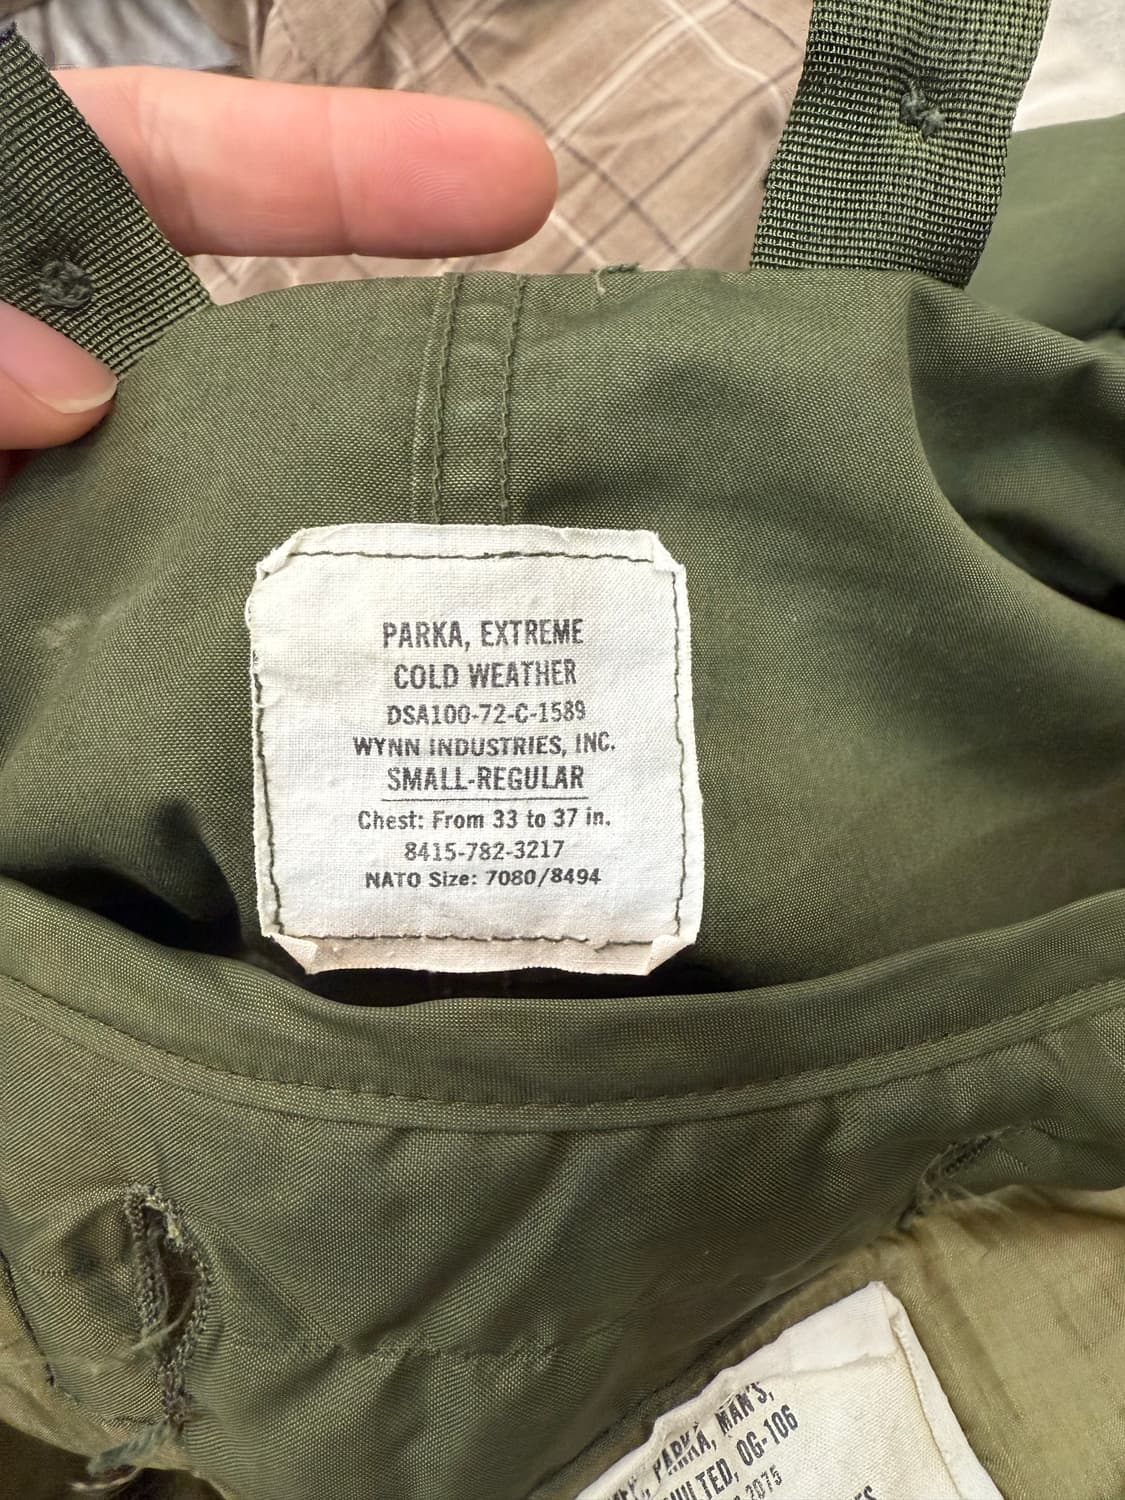 PARKA, EXTREME
COLD WEATHER
DSA100-72-C-1589
WYNN INDUSTRIES, INC.
SMALL-REGULAR
Chest: From 33 to 37 in.
8415-782-3217
NATO Size: 7080/8494
PARKA, MAN'S,
OG-106
2075